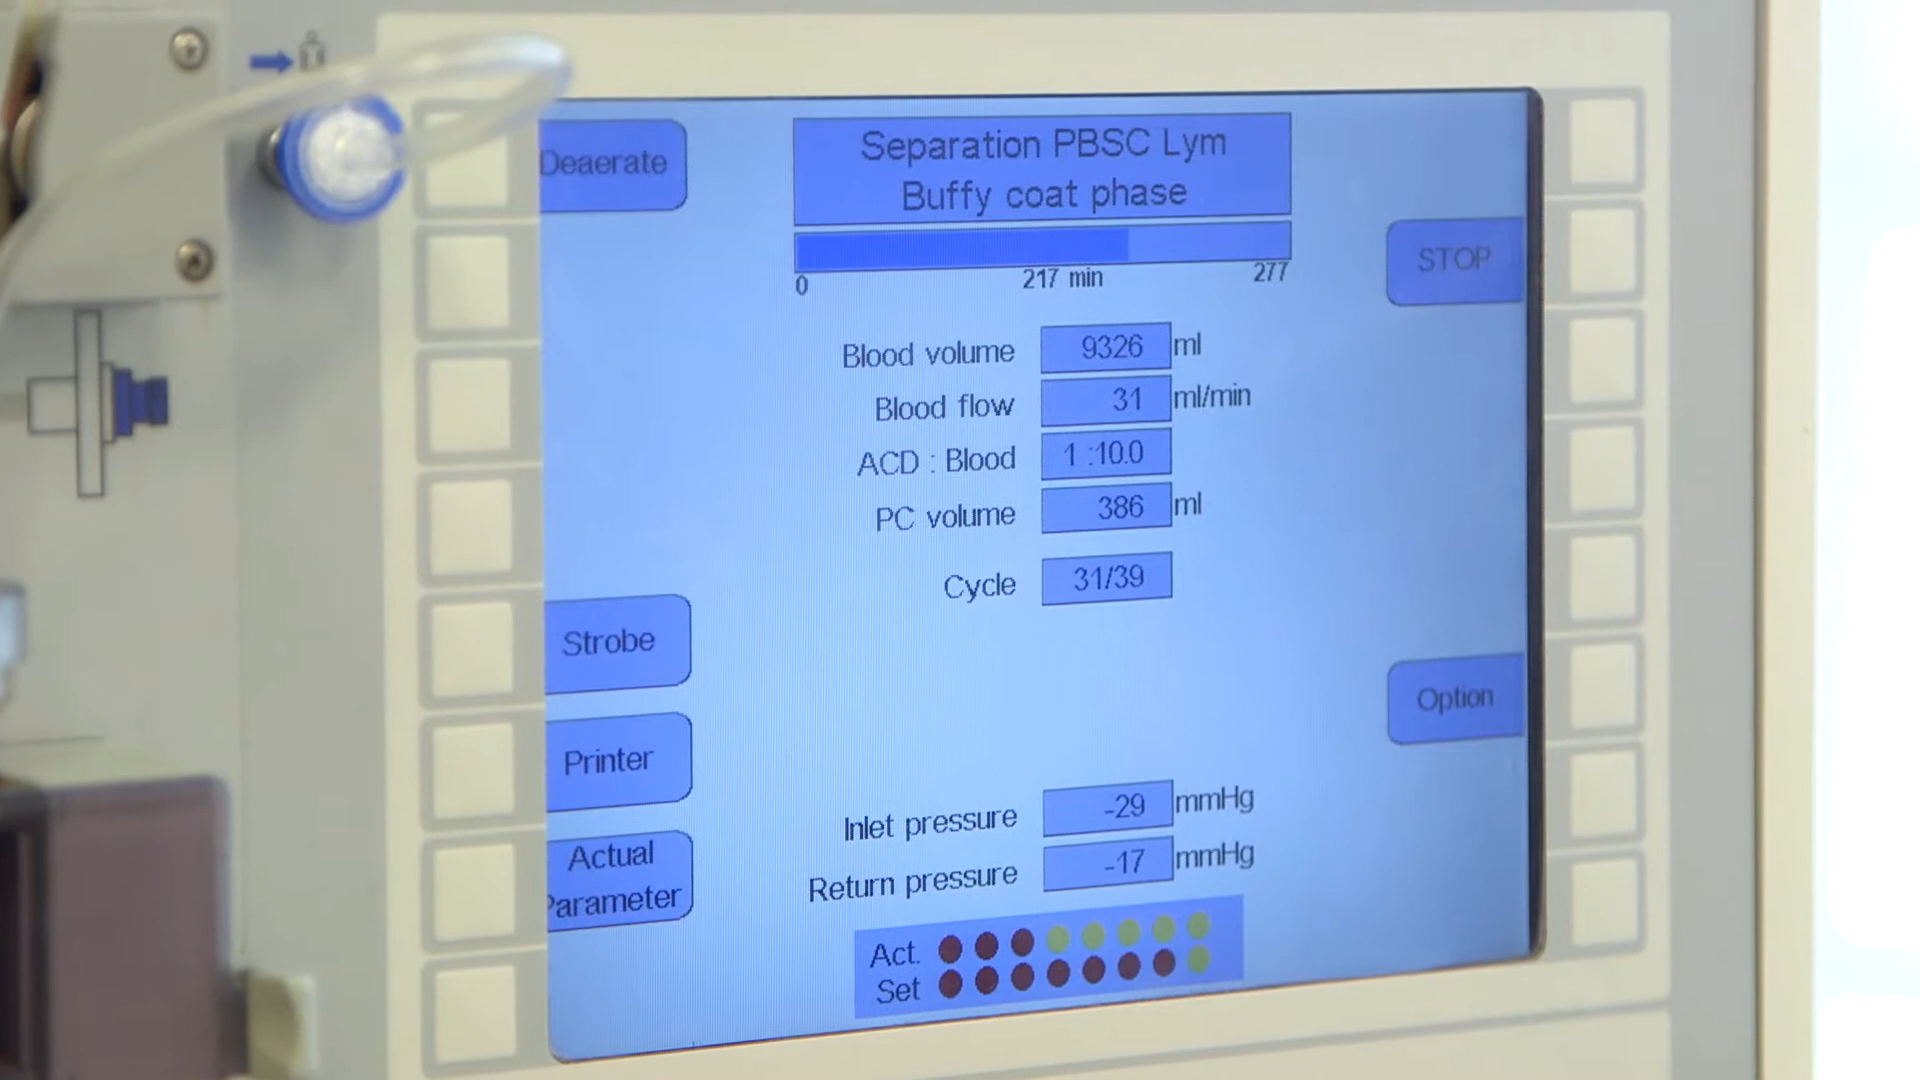 Deaerate
Separation PBSC Lym
Buffy coat phase
0 217 min 277
STOP
Blood volume 9326 ml
Blood flow 31 ml/min
ACD : Blood 1 :10.0
PC volume 386 ml
Cycle 31/39
Strobe
Option
Printer
Inlet pressure -29 mmHg
Actual
Parameter
Return pressure -17 mmHg
Act.
Set